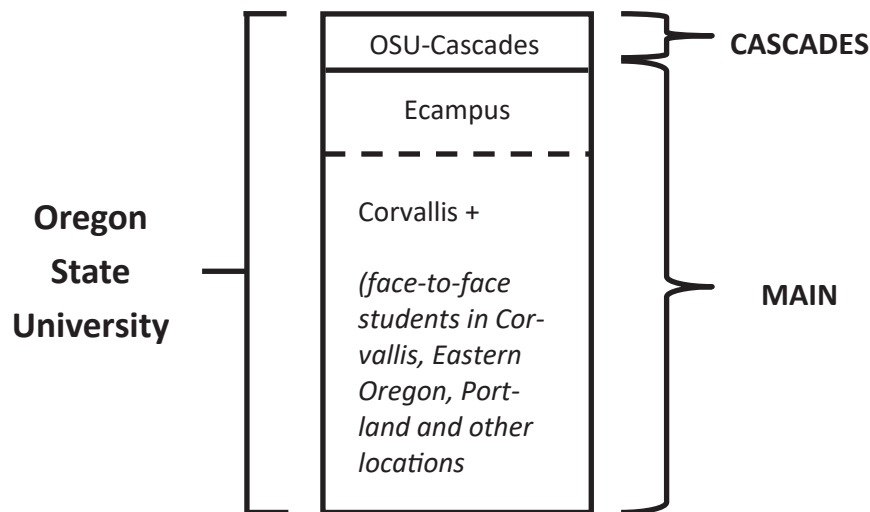 Oregon
State
University
OSU-Cascades
Ecampus
Corvallis +
(face-to-face
students in Cor-
vallis, Eastern
Oregon, Port-
land and other
locations
CASCADES
MAIN